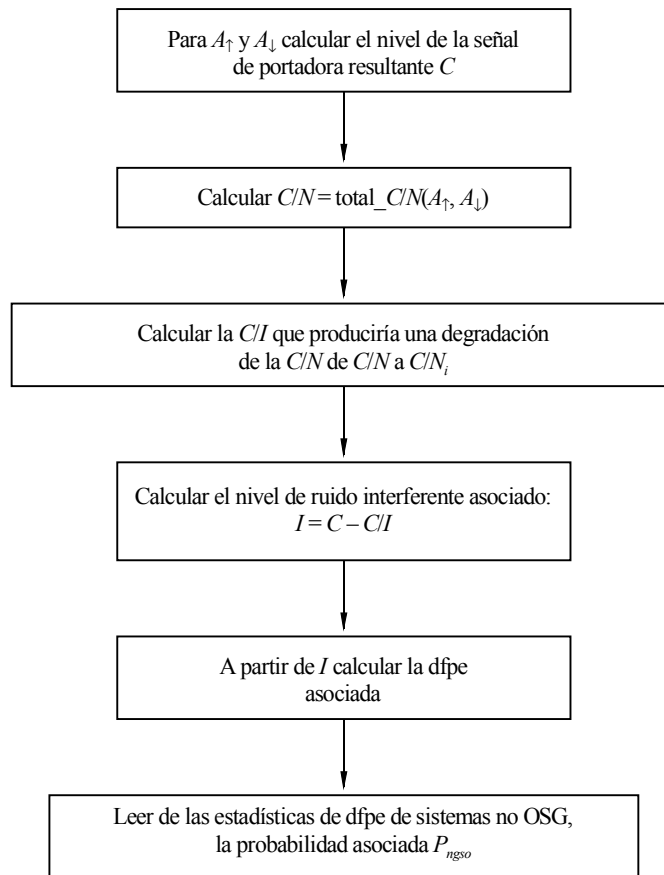 Para A↑ y A↓ calcular el nivel de la señal
de portadora resultante C
Calcular C/N = total_C/N(A↑, A↓)
Calcular la C/I que produciría una degradación
de la C/N de C/N a C/Nᵢ
Calcular el nivel de ruido interferente asociado:
I = C – C/I
A partir de I calcular la dfpe
asociada
Leer de las estadísticas de dfpe de sistemas no OSG,
la probabilidad asociada Pngso